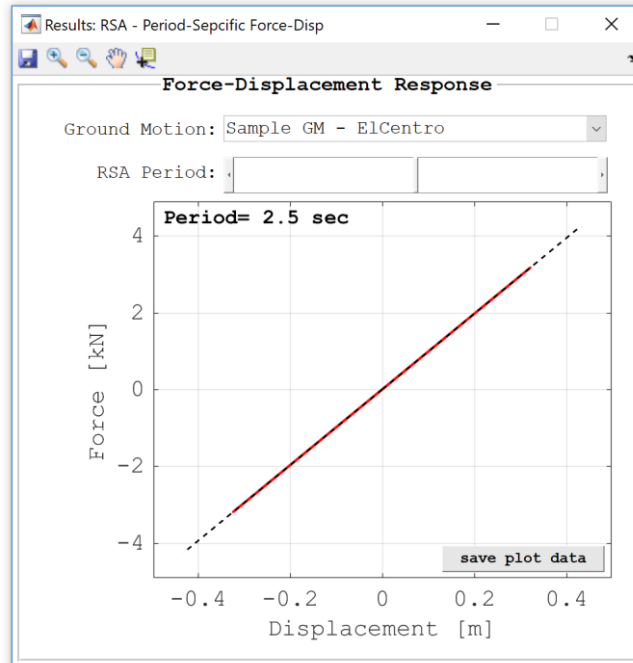 Results: RSA - Period-Sepcific Force-Disp
Force-Displacement Response
Ground Motion: Sample GM - ElCentro
RSA Period:
Period= 2.5 sec
4
2
0
-2
-4
Force [kN]
save plot data
-0.4 -0.2 0 0.2 0.4
Displacement [m]